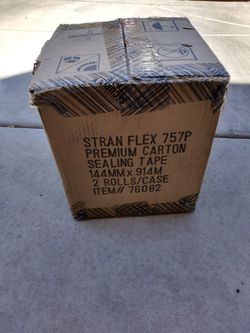 STRAN FLEX 757P
PREMIUM CARTON
SEALING TAPE
144MM x 914M
2 ROLLS/CASE
ITEM# 76082